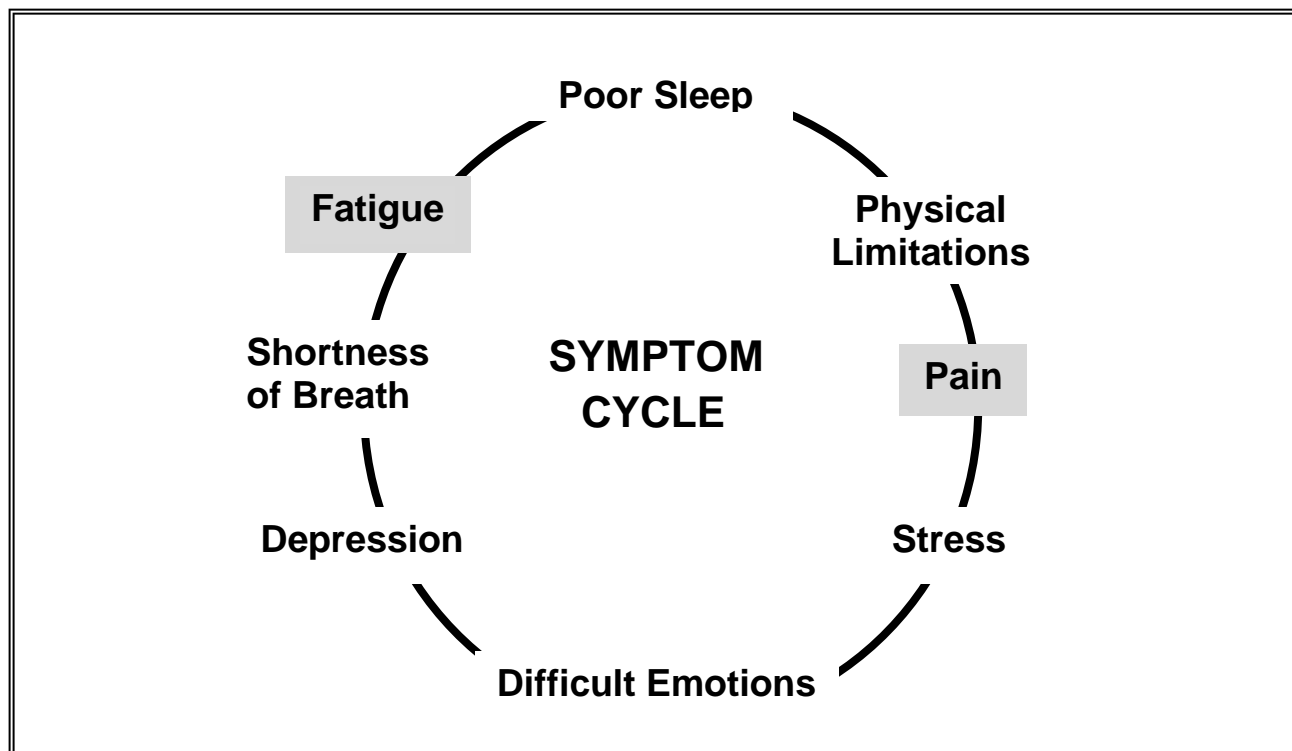 Poor Sleep
Fatigue
Physical
Limitations
Shortness
of Breath
SYMPTOM
CYCLE
Pain
Depression
Stress
Difficult Emotions